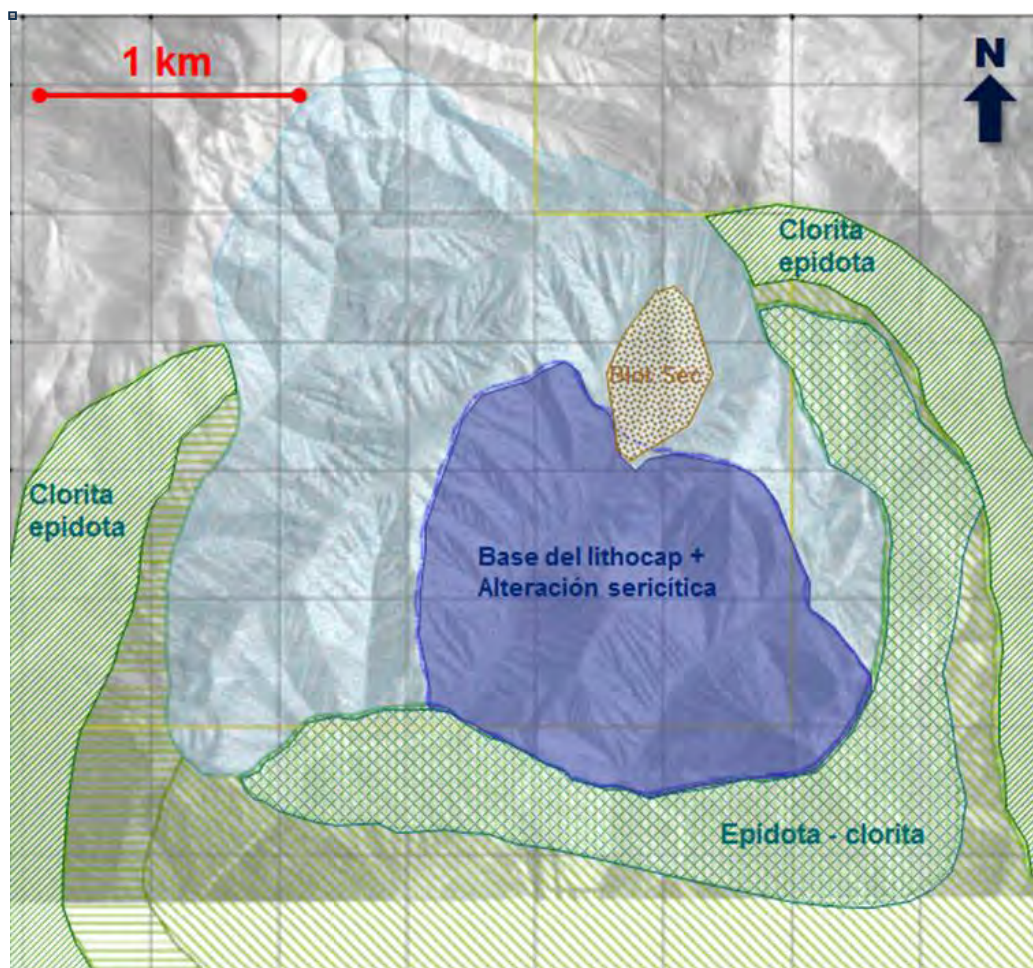 1 km
N
Clorita
epidota
Biot. Sec.
Clorita
epidota
Base del lithocap +
Alteración sericítica
Epidota - clorita